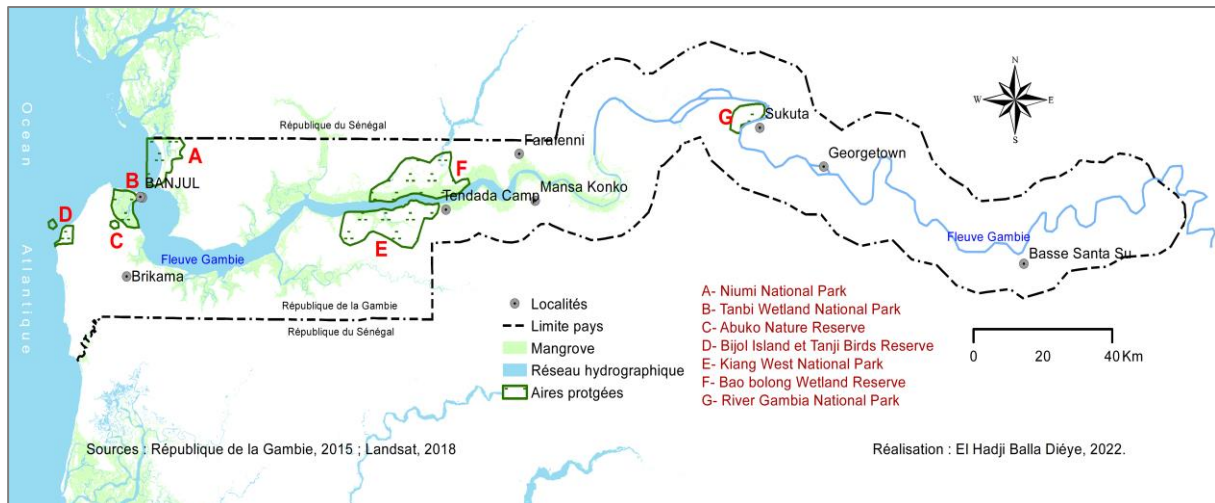 Ocean Atlantique
République du Sénégal
A
B
BANJUL
C
D
Brikama
Fleuve Gambie
République de la Gambie
République du Sénégal
Farafenni
F
Tendada Camp
Mansa Konko
E
G
Sukuta
Georgetown
Fleuve Gambie
Basse Santa Su
N
W
E
S
Localités
Limite pays
Mangrove
Réseau hydrographique
Aires protgées
A- Niumi National Park
B- Tanbi Wetland National Park
C- Abuko Nature Reserve
D- Bijol Island et Tanji Birds Reserve
E- Kiang West National Park
F- Bao bolong Wetland Reserve
G- River Gambia National Park
0 20 40 Km
Sources : République de la Gambie, 2015 ; Landsat, 2018
Réalisation : El Hadji Balla Diéye, 2022.